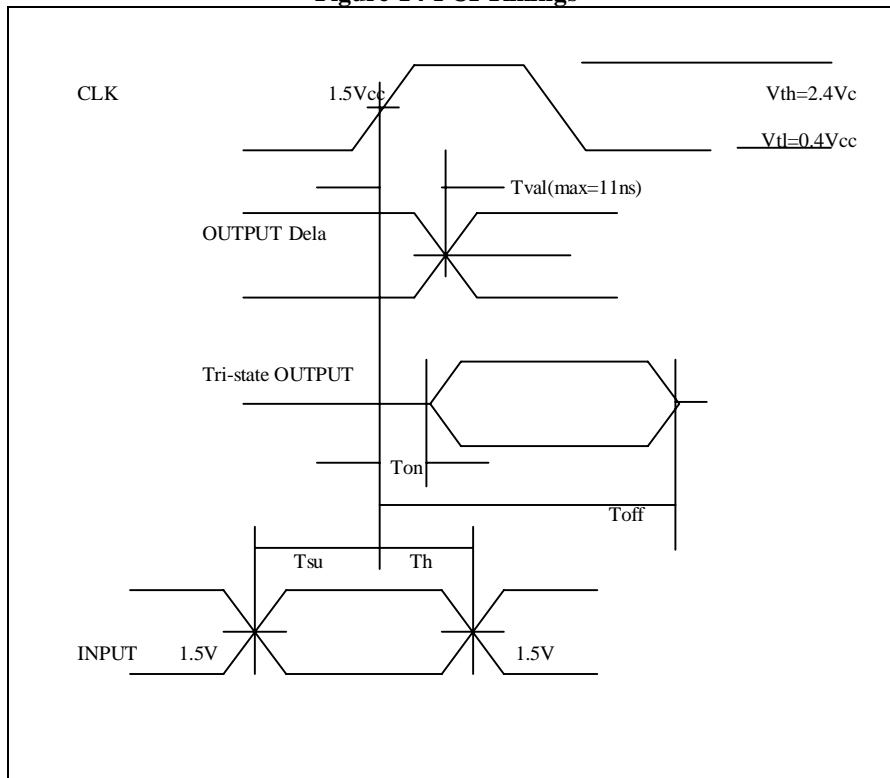 CLK
1.5Vcc
Vth=2.4Vc
Vtl=0.4Vcc
Tval(max=11ns)
OUTPUT Dela
Tri-state OUTPUT
Ton
Toff
Tsu
Th
INPUT
1.5V
1.5V